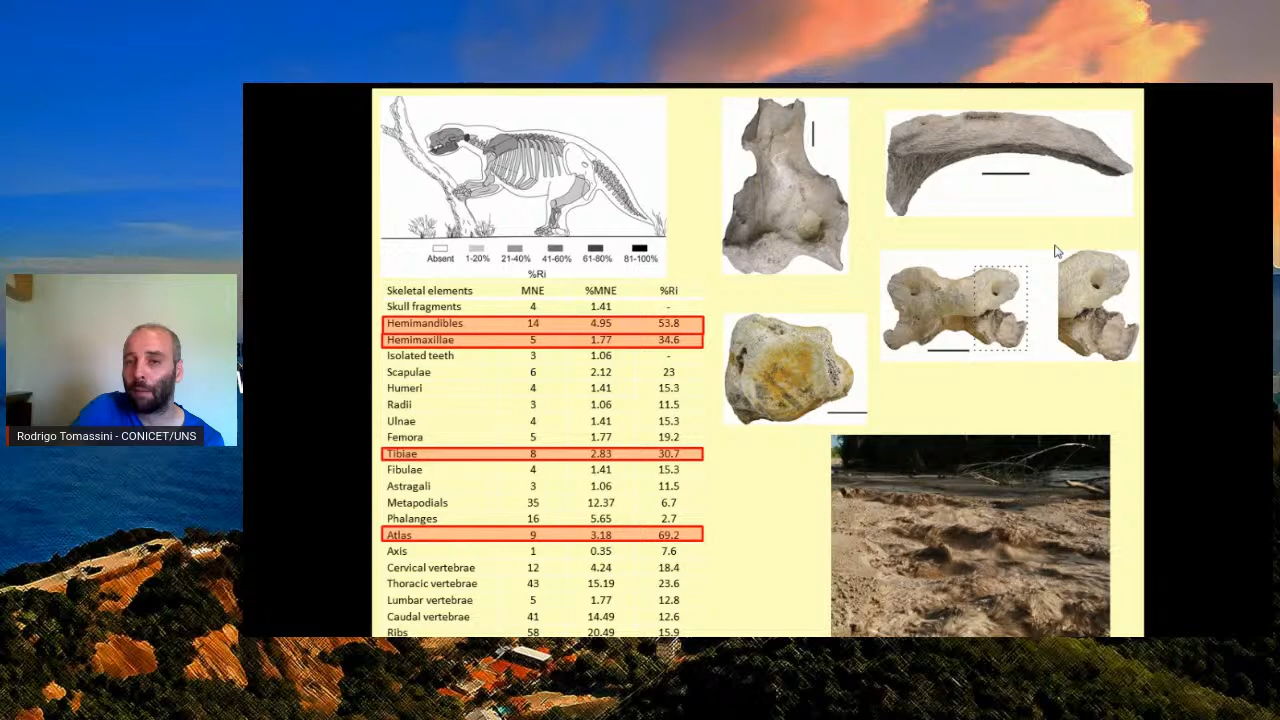 Absent 1-20% 21-40% 41-60% 61-80% 81-100%
%Ri
Skeletal elements MNE %MNE %Ri
Skull fragments 4 1.41 -
Hemimandibles 14 4.95 53.8
Hemimaxillae 5 1.77 34.6
Isolated teeth 3 1.06 -
Scapulae 6 2.12 23
Humeri 4 1.41 15.3
Radii 3 1.06 11.5
Ulnae 4 1.41 15.3
Femora 5 1.77 19.2
Tibiae 8 2.83 30.7
Fibulae 4 1.41 15.3
Astragali 3 1.06 11.5
Metapodials 35 12.37 6.7
Phalanges 16 5.65 2.7
Atlas 9 3.18 69.2
Axis 1 0.35 7.6
Cervical vertebrae 12 4.24 18.4
Thoracic vertebrae 43 15.19 23.6
Lumbar vertebrae 5 1.77 12.8
Caudal vertebrae 41 14.49 12.6
Ribs 58 20.49 15.9
Rodrigo Tomassini - CONICET/UNS